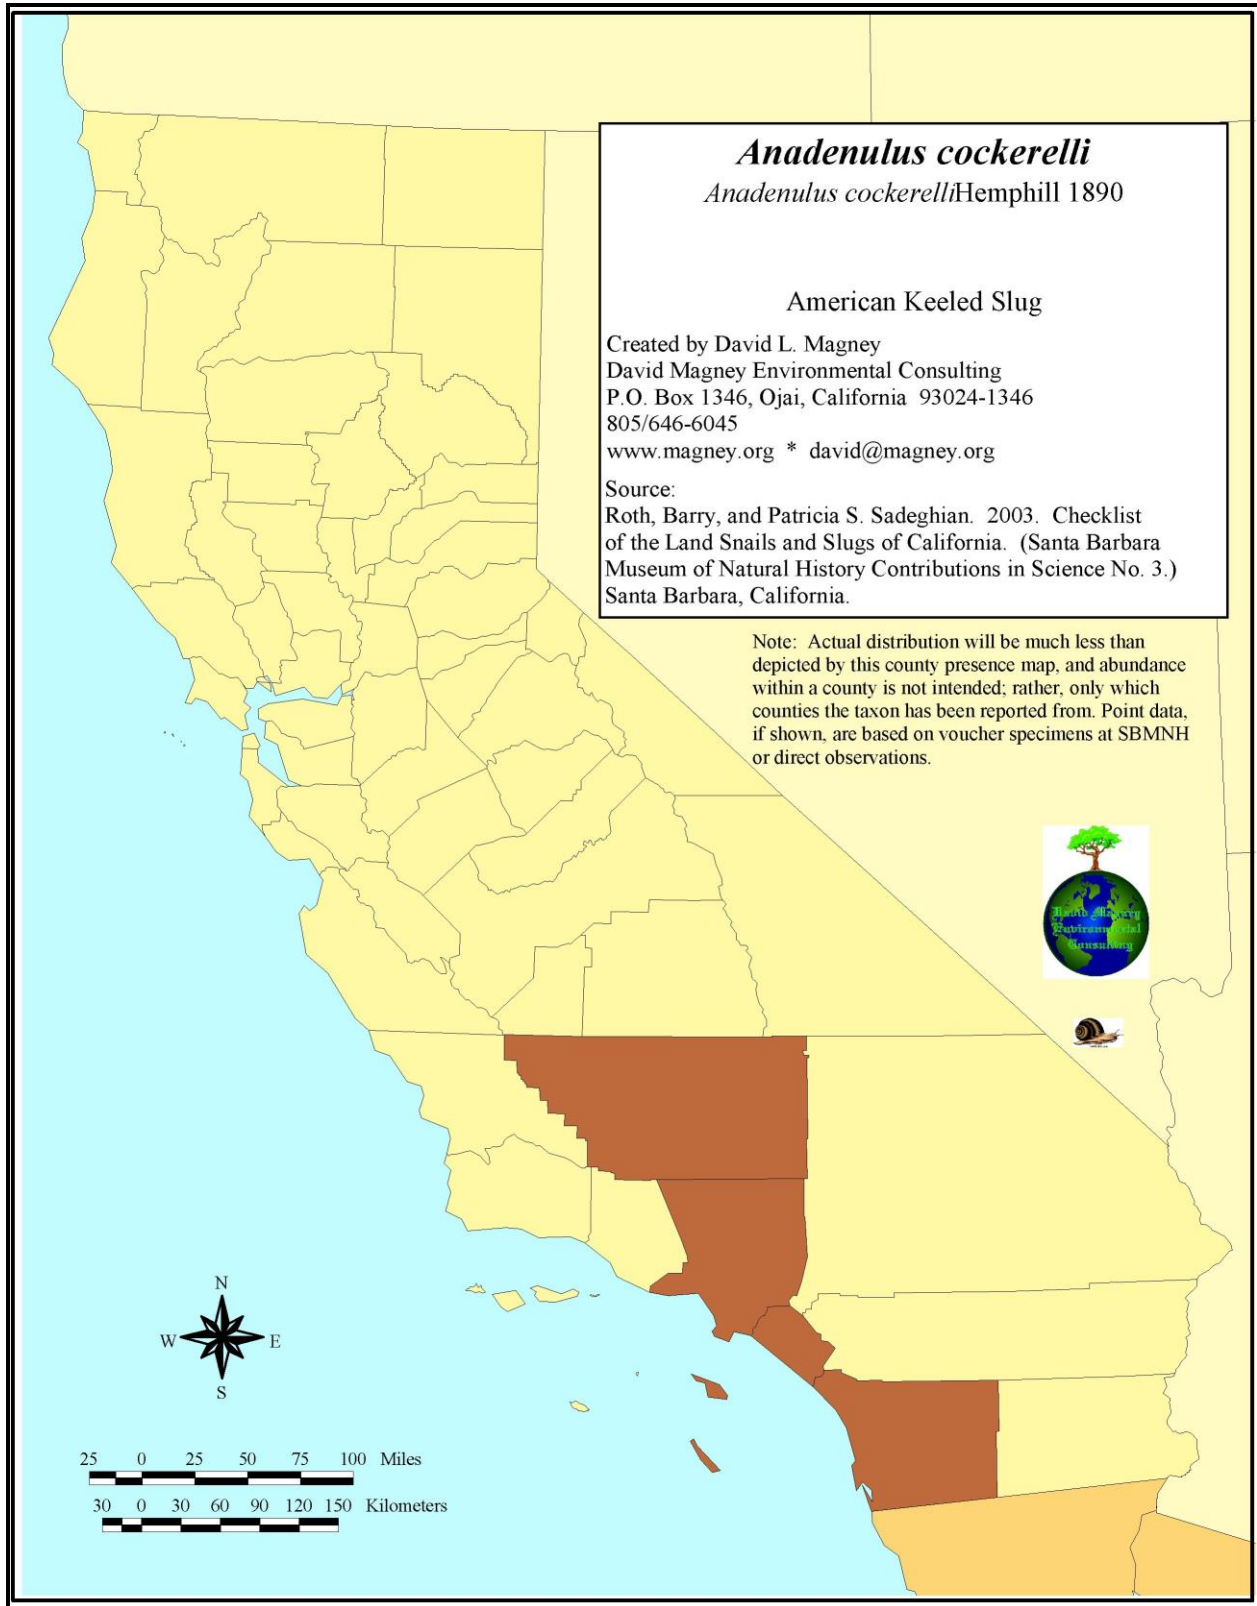 Anadenulus cockerelli
Anadenulus cockerelliHemphill 1890
American Keeled Slug
Created by David L. Magney
David Magney Environmental Consulting
P.O. Box 1346, Ojai, California 93024-1346
805/646-6045
www.magney.org * david@magney.org
Source:
Roth, Barry, and Patricia S. Sadeghian. 2003. Checklist
of the Land Snails and Slugs of California. (Santa Barbara
Museum of Natural History Contributions in Science No. 3.)
Santa Barbara, California.
Note: Actual distribution will be much less than
depicted by this county presence map, and abundance
within a county is not intended; rather, only which
counties the taxon has been reported from. Point data,
if shown, are based on voucher specimens at SBMNH
or direct observations.
David Magney
Environmental
Consulting
N
W E
S
25 0 25 50 75 100 Miles
30 0 30 60 90 120 150 Kilometers